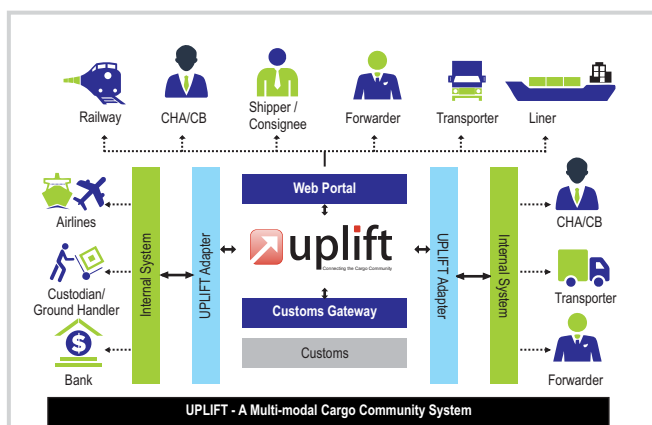 Railway
CHA/CB
Shipper /
Consignee
Forwarder
Transporter
Liner
Web Portal
Airlines
Custodian/
Ground Handler
Bank
Internal System
UPLIFT Adapter
uplift
Connecting the Cargo Community
Customs Gateway
Customs
UPLIFT Adapter
Internal System
CHA/CB
Transporter
Forwarder
UPLIFT - A Multi-modal Cargo Community System